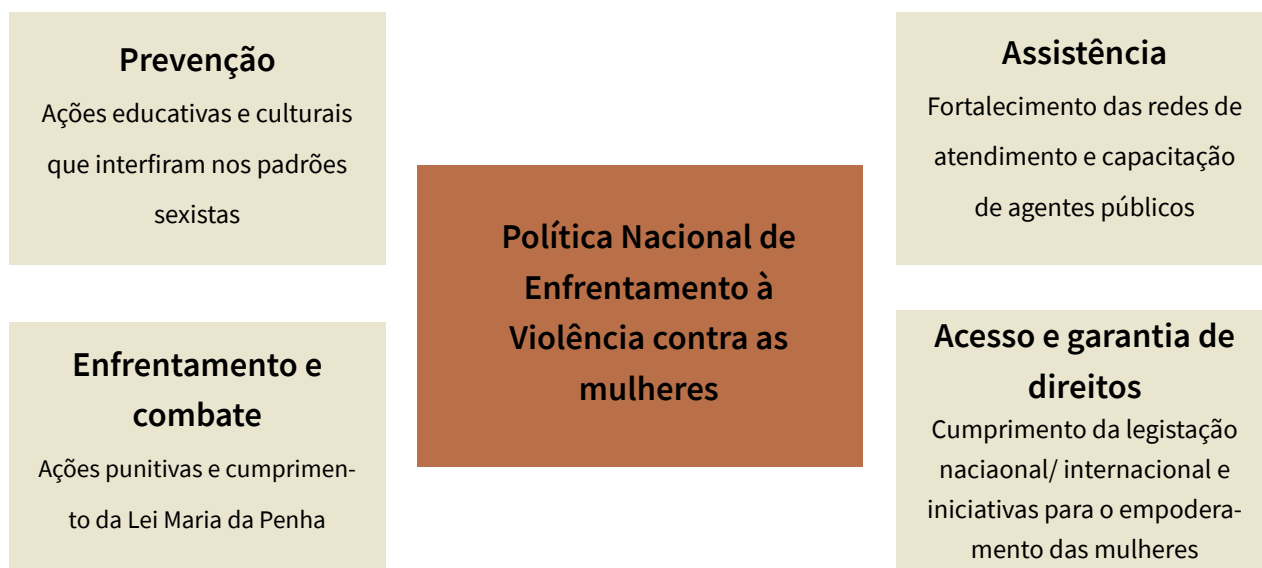 Prevenção
Ações educativas e culturais
que interfiram nos padrões
sexistas
Enfrentamento e
combate
Ações punitivas e cumprimen-
to da Lei Maria da Penha
Política Nacional de
Enfrentamento à
Violência contra as
mulheres
Assistência
Fortalecimento das redes de
atendimento e capacitação
de agentes públicos
Acesso e garantia de
direitos
Cumprimento da legistação
naciaonal/ internacional e
iniciativas para o empodera-
mento das mulheres